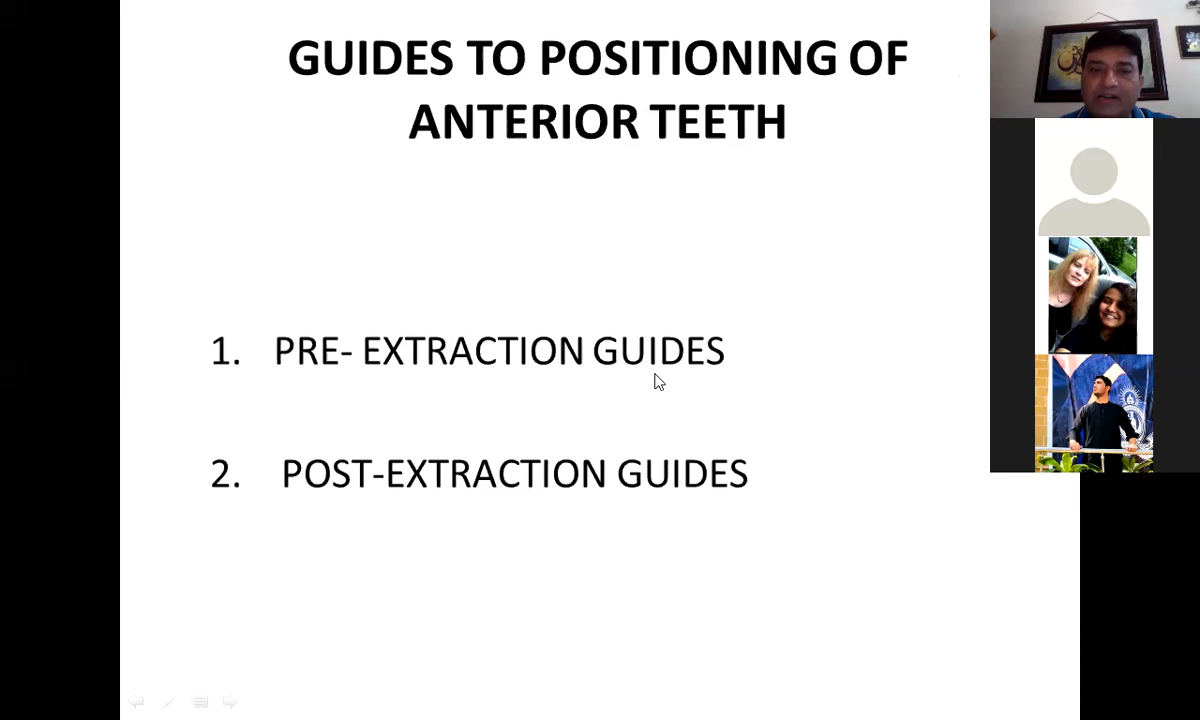 GUIDES TO POSITIONING OF
ANTERIOR TEETH
1. PRE- EXTRACTION GUIDES
2. POST-EXTRACTION GUIDES